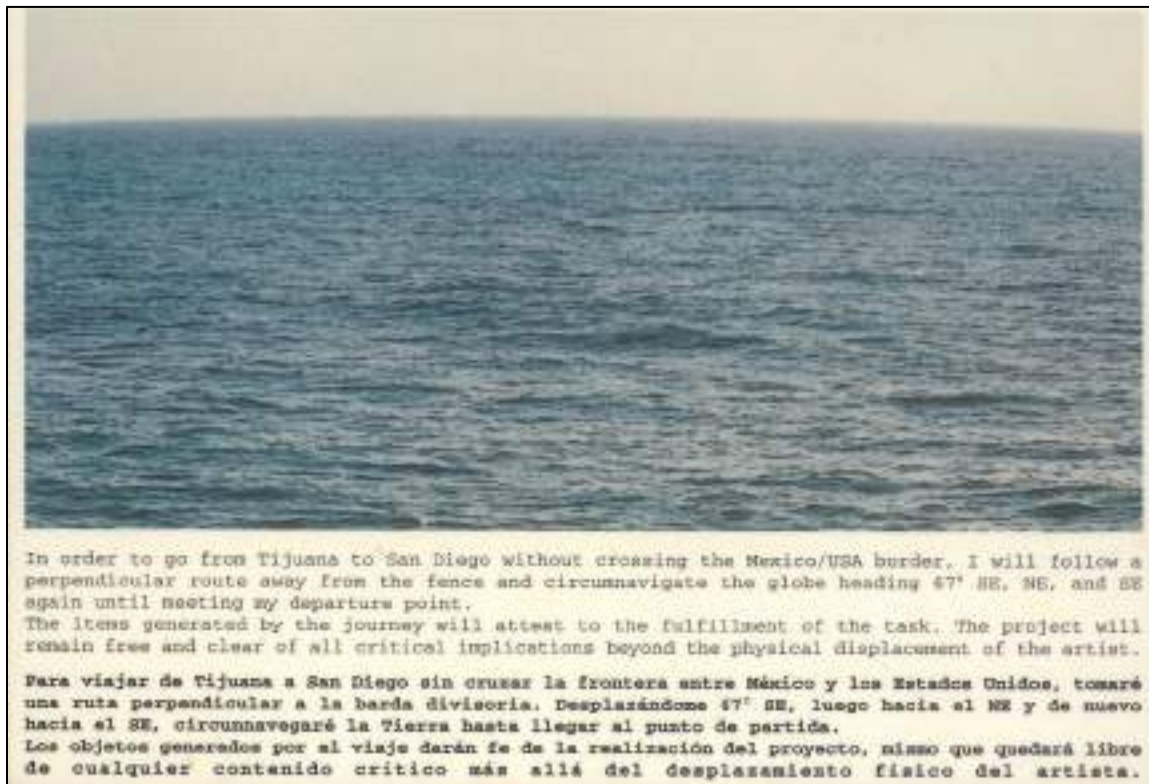 In order to go from Tijuana to San Diego without crossing the Mexico/USA border, I will follow a
perpendicular route away from the fence and circumnavigate the globe heading 67° SE, NE, and SE
again until meeting my departure point.
The items generated by the journey will attest to the fulfillment of the task. The project will
remain free and clear of all critical implications beyond the physical displacement of the artist.
Para viajar de Tijuana a San Diego sin cruzar la frontera entre México y los Estados Unidos, tomaré
una ruta perpendicular a la barda divisoria. Desplazándome 67° SE, luego hacia el NE y de nuevo
hacia el SE, circunnavegaré la Tierra hasta llegar al punto de partida.
Los objetos generados por el viaje darán fe de la realización del proyecto, mismo que quedará libre
de cualquier contenido crítico más allá del desplazamiento físico del artista.